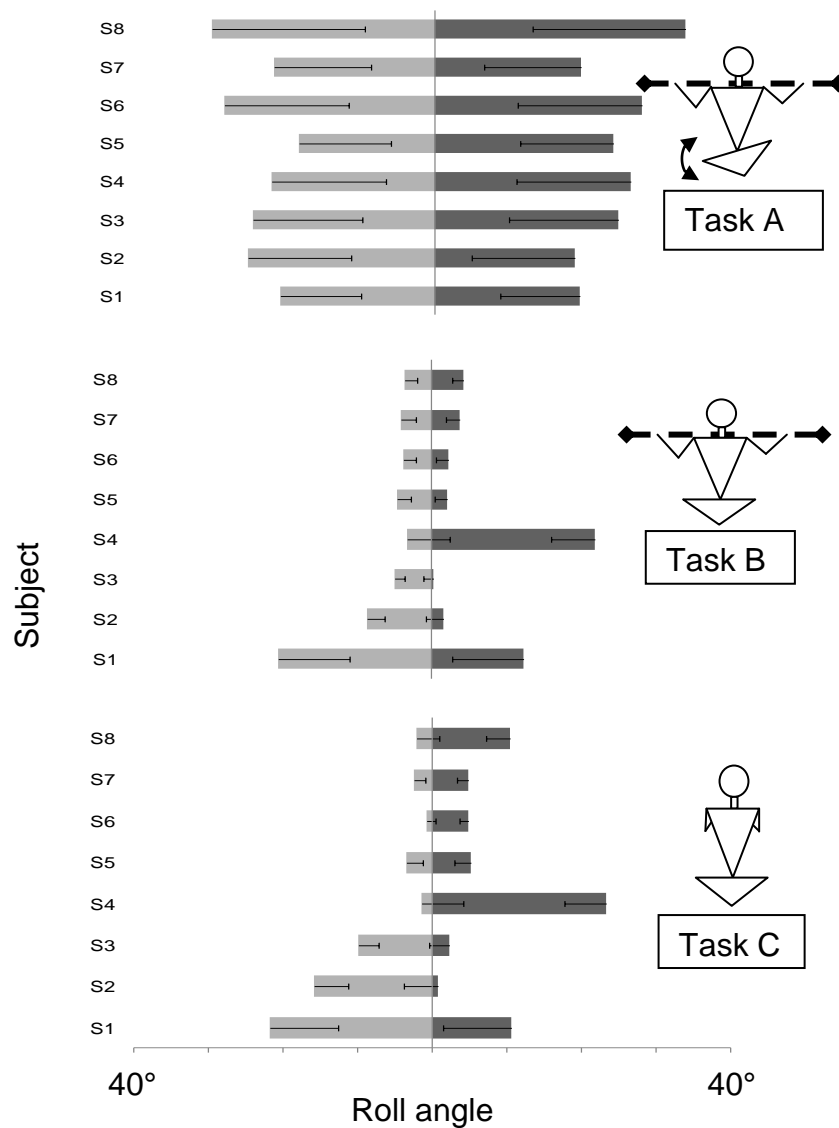 S8
S7
S6
S5
S4
S3
S2
S1
Task A
S8
S7
S6
S5
S4
S3
S2
S1
Task B
Subject
S8
S7
S6
S5
S4
S3
S2
S1
Task C
40° 40°
Roll angle